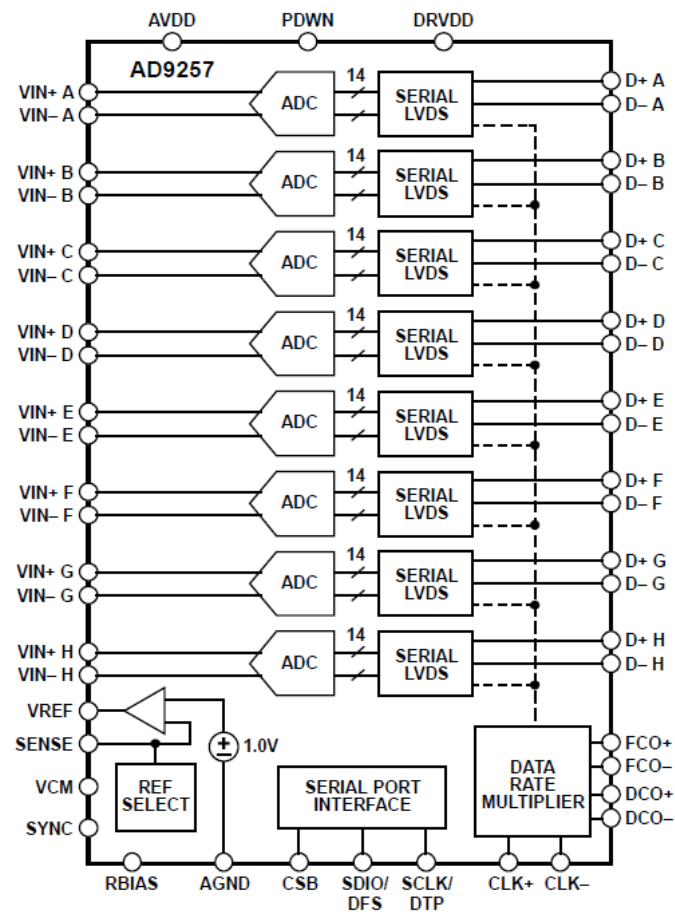 AVDD PDWN DRVDD
AD9257
VIN+ A
VIN– A
ADC
14
SERIAL
LVDS
D+ A
D– A
VIN+ B
VIN– B
ADC
14
SERIAL
LVDS
D+ B
D– B
VIN+ C
VIN– C
ADC
14
SERIAL
LVDS
D+ C
D– C
VIN+ D
VIN– D
ADC
14
SERIAL
LVDS
D+ D
D– D
VIN+ E
VIN– E
ADC
14
SERIAL
LVDS
D+ E
D– E
VIN+ F
VIN– F
ADC
14
SERIAL
LVDS
D+ F
D– F
VIN+ G
VIN– G
ADC
14
SERIAL
LVDS
D+ G
D– G
VIN+ H
VIN– H
ADC
14
SERIAL
LVDS
D+ H
D– H
VREF
SENSE
VCM
SYNC
REF
SELECT
1.0V
SERIAL PORT
INTERFACE
DATA
RATE
MULTIPLIER
FCO+
FCO–
DCO+
DCO–
RBIAS
AGND
CSB
SDIO/
DFS
SCLK/
DTP
CLK+
CLK–